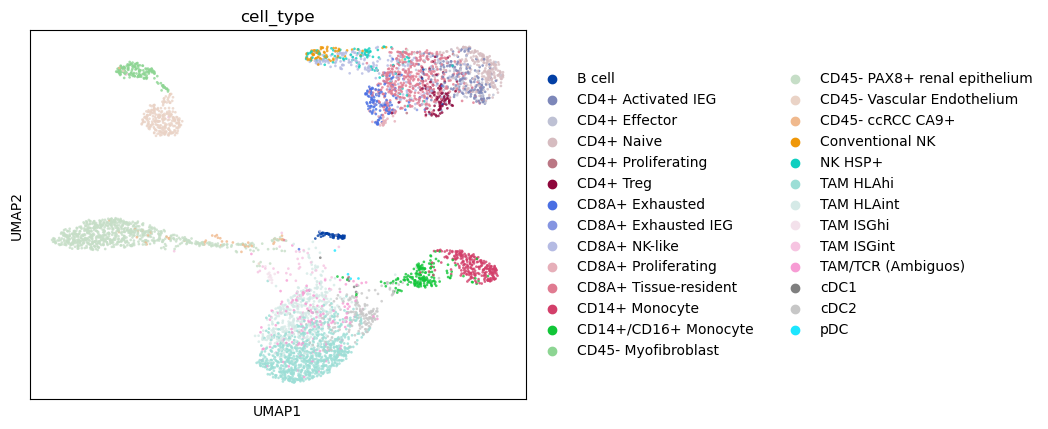 cell_type
UMAP2
UMAP1
B cell
CD4+ Activated IEG
CD4+ Effector
CD4+ Naive
CD4+ Proliferating
CD4+ Treg
CD8A+ Exhausted
CD8A+ Exhausted IEG
CD8A+ NK-like
CD8A+ Proliferating
CD8A+ Tissue-resident
CD14+ Monocyte
CD14+/CD16+ Monocyte
CD45- Myofibroblast
CD45- PAX8+ renal epithelium
CD45- Vascular Endothelium
CD45- ccRCC CA9+
Conventional NK
NK HSP+
TAM HLAhi
TAM HLAint
TAM ISGhi
TAM ISGint
TAM/TCR (Ambiguos)
cDC1
cDC2
pDC